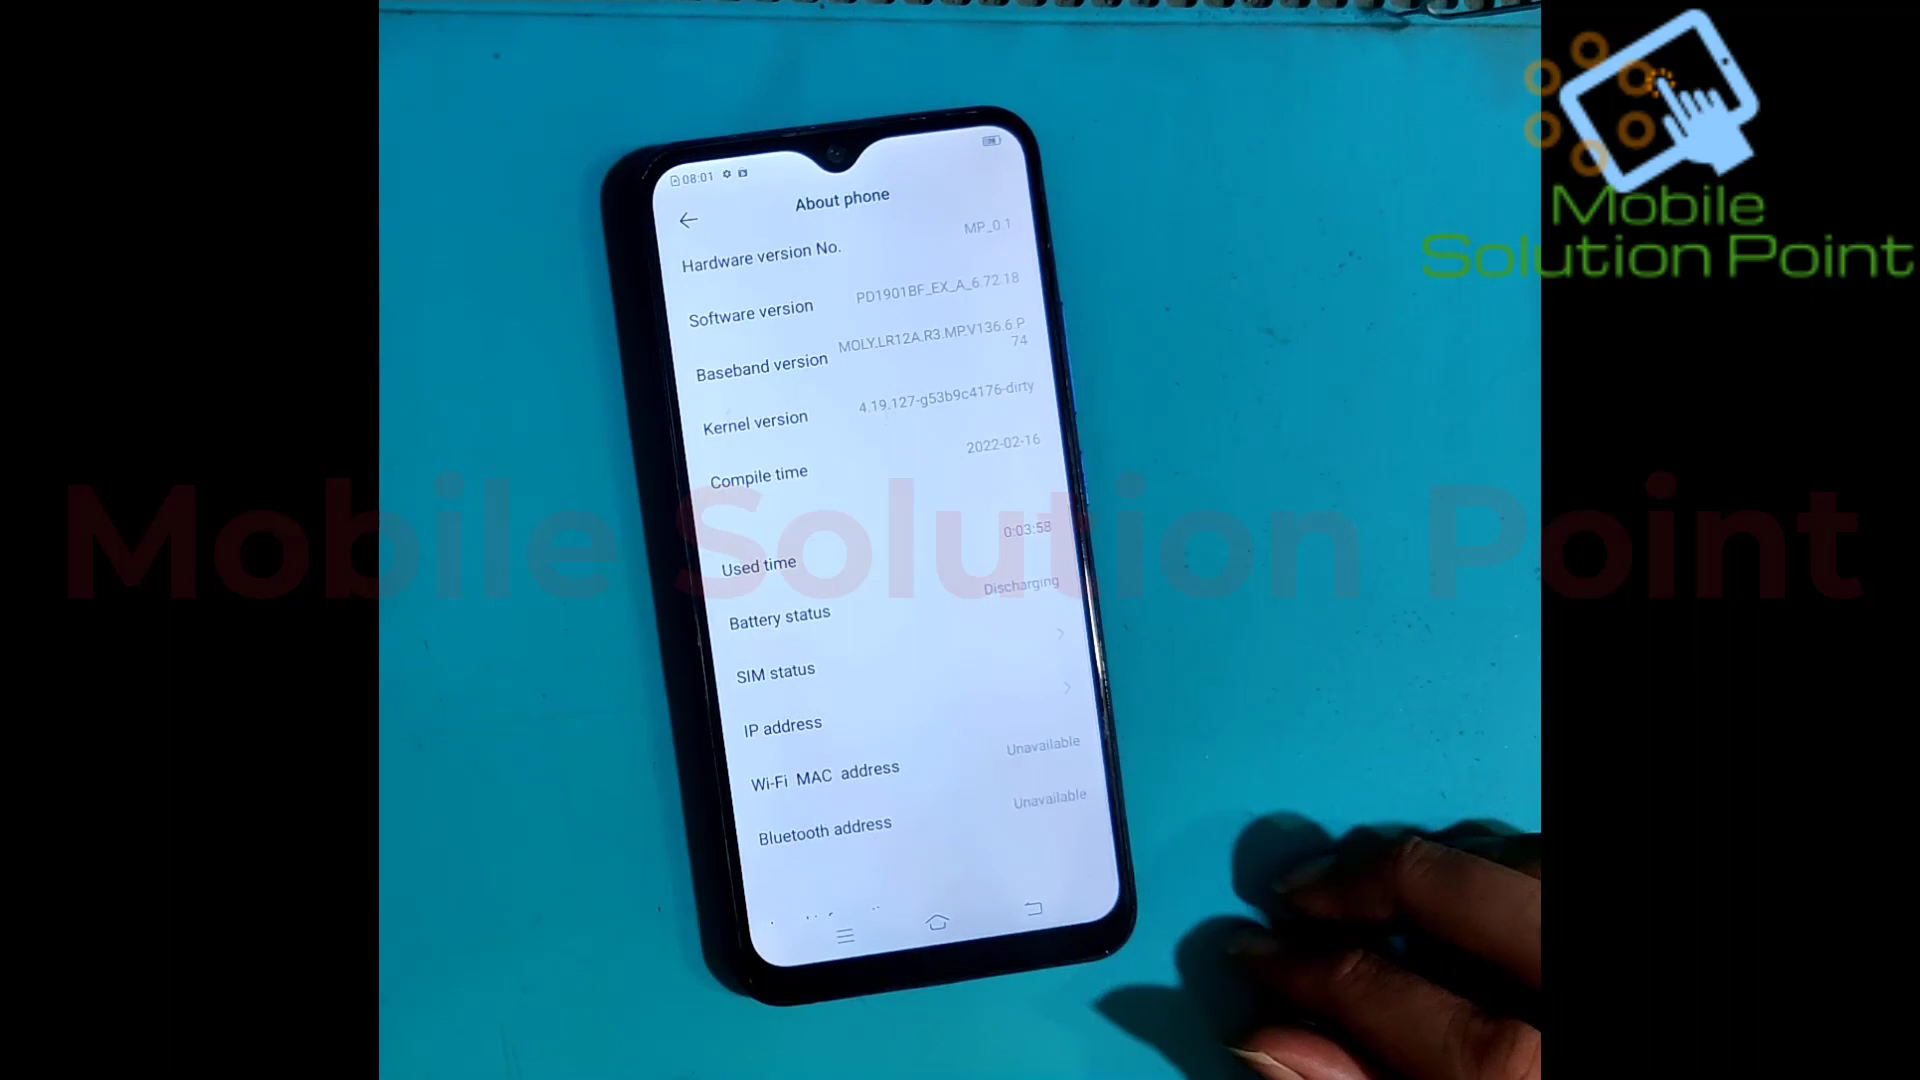 Mobile
Solution Point
08:01
About phone
Hardware version No.
MP_0.1
Software version
PD1901BF_EX_A_6.72.18
Baseband version
MOLY.LR12A.R3.MP.V136.6.P
74
Kernel version
4.19.127-g53b9c4176-dirty
Compile time
2022-02-16
Mobile Solution Point
Used time
0:03:58
Battery status
Discharging
SIM status
IP address
Wi-Fi MAC address
Unavailable
Bluetooth address
Unavailable